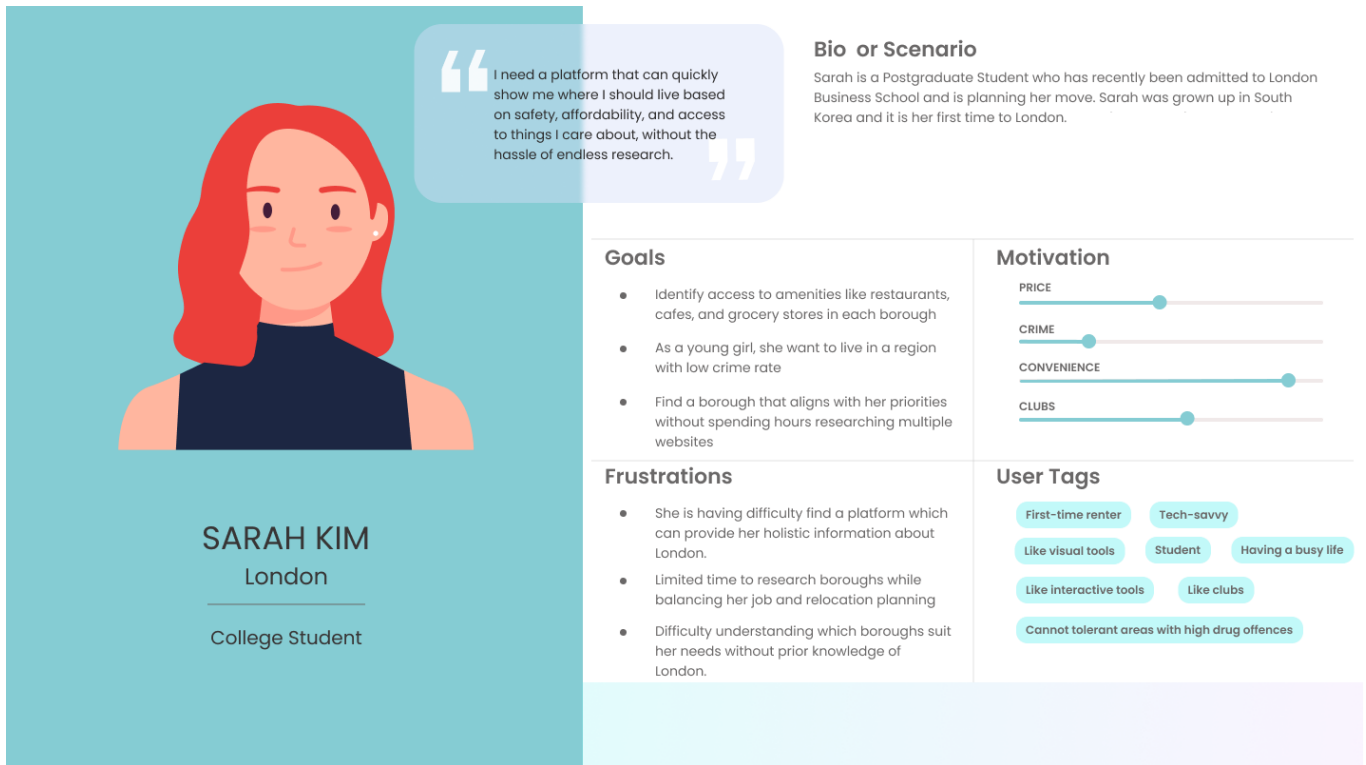 I need a platform that can quickly
show me where I should live based
on safety, affordability, and access
to things I care about, without the
hassle of endless research.
SARAH KIM
London
College Student
Bio or Scenario
Sarah is a Postgraduate Student who has recently been admitted to London
Business School and is planning her move. Sarah was grown up in South
Korea and it is her first time to London.
Goals
Identify access to amenities like restaurants,
cafes, and grocery stores in each borough
As a young girl, she want to live in a region
with low crime rate
Find a borough that aligns with her priorities
without spending hours researching multiple
websites
Motivation
PRICE
CRIME
CONVENIENCE
CLUBS
Frustrations
She is having difficulty find a platform which
can provide her holistic information about
London.
Limited time to research boroughs while
balancing her job and relocation planning
Difficulty understanding which boroughs suit
her needs without prior knowledge of
London.
User Tags
First-time renter
Tech-savvy
Like visual tools
Student
Having a busy life
Like interactive tools
Like clubs
Cannot tolerant areas with high drug offences